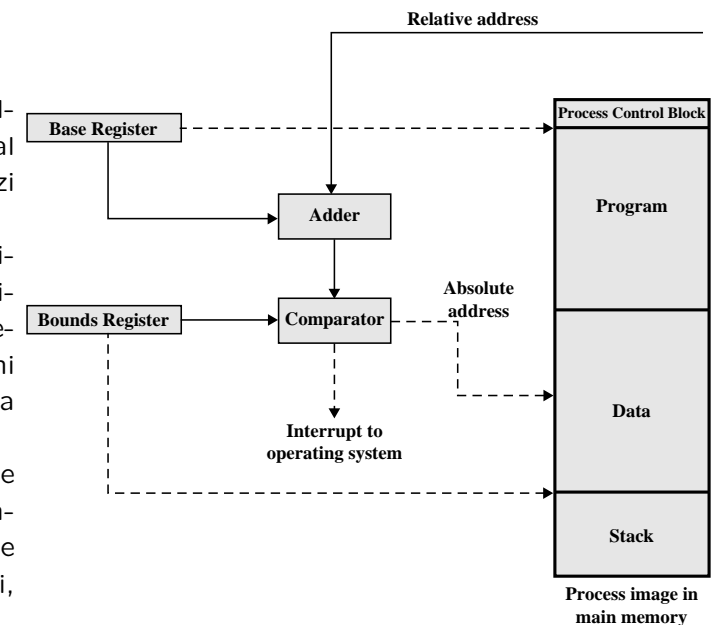 Relative address
Process Control Block
Base Register
Program
Adder
Absolute
address
Bounds Register
Comparator
Data
Interrupt to
operating system
Stack
Process image in
main memory